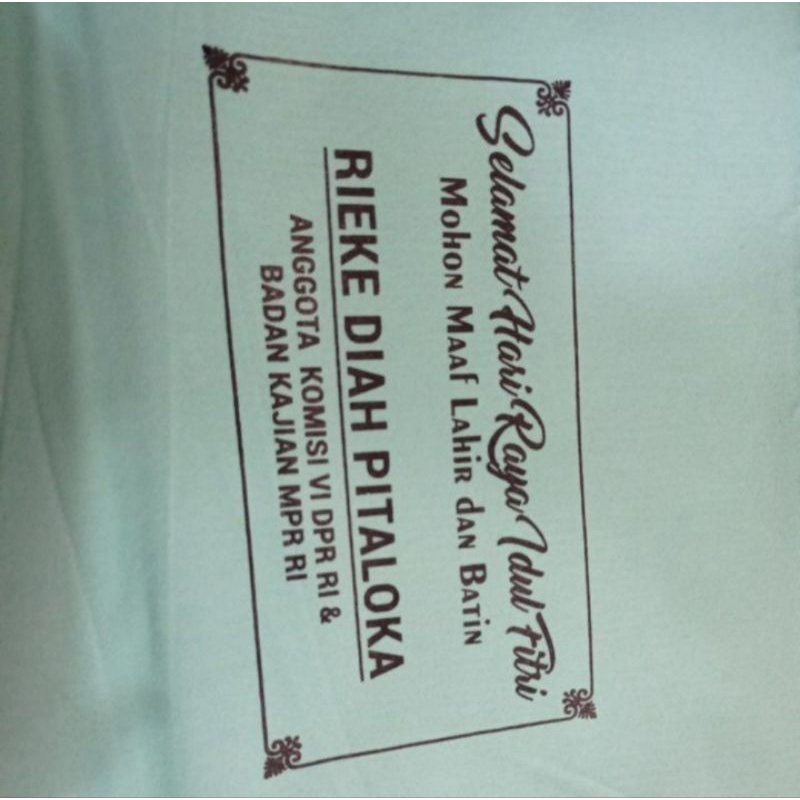 Selamat Hari Raya Idul Fitri
Mohon Maaf Lahir dan Batin
RIEKE DIAH PITALOKA
ANGGOTA KOMISI VI DPR RI &
BADAN KAJIAN MPR RI